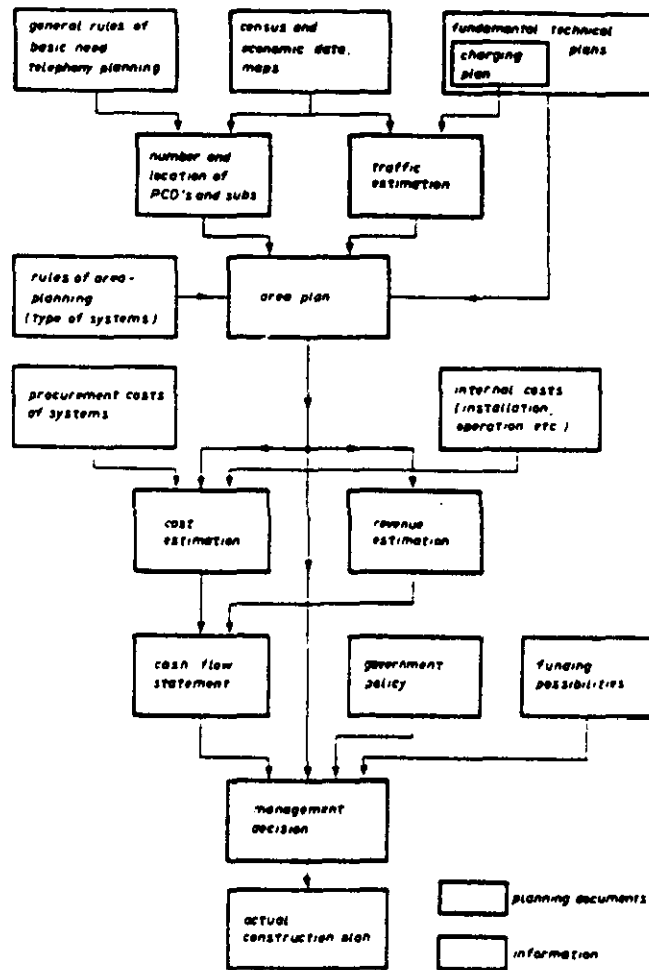 general rules of
basic need
telephony planning
census and
economic data,
maps
fundamental technical
plans
charging
plan
number and
location of
PCO's and subs
traffic
estimation
rules of area-
planning
(type of systems)
area plan
procurement costs
of systems
internal costs
(installation,
operation etc.)
cost
estimation
revenue
estimation
cash flow
statement
government
policy
funding
possibilities
management
decision
actual
construction plan
planning documents
information